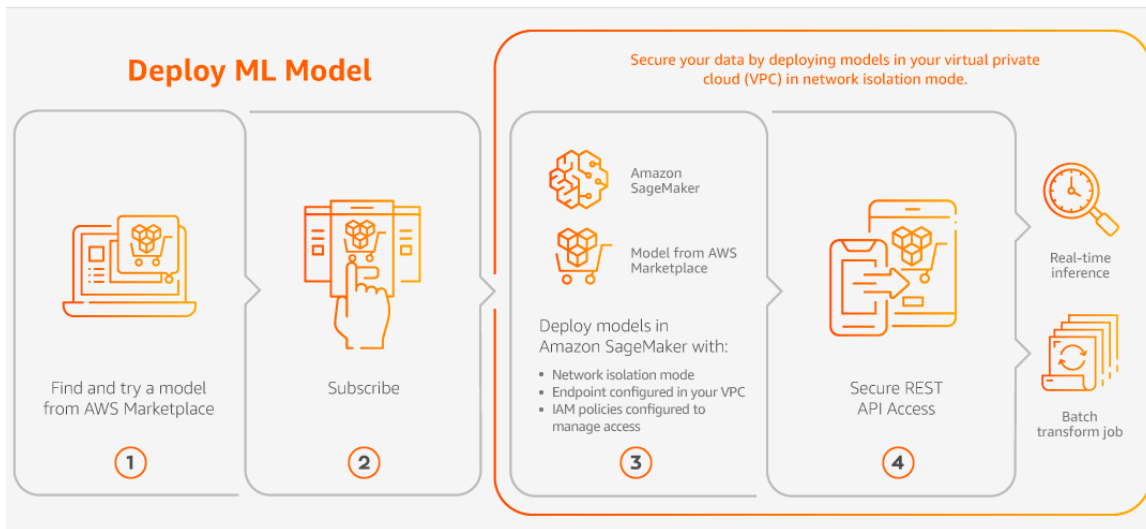 Deploy ML Model
Secure your data by deploying models in your virtual private
cloud (VPC) in network isolation mode.
Find and try a model
from AWS Marketplace
1
Subscribe
2
Amazon
SageMaker
Model from AWS
Marketplace
Deploy models in
Amazon SageMaker with:
• Network isolation mode
• Endpoint configured in your VPC
• IAM policies configured to
manage access
3
Secure REST
API Access
4
Real-time
inference
Batch
transform job